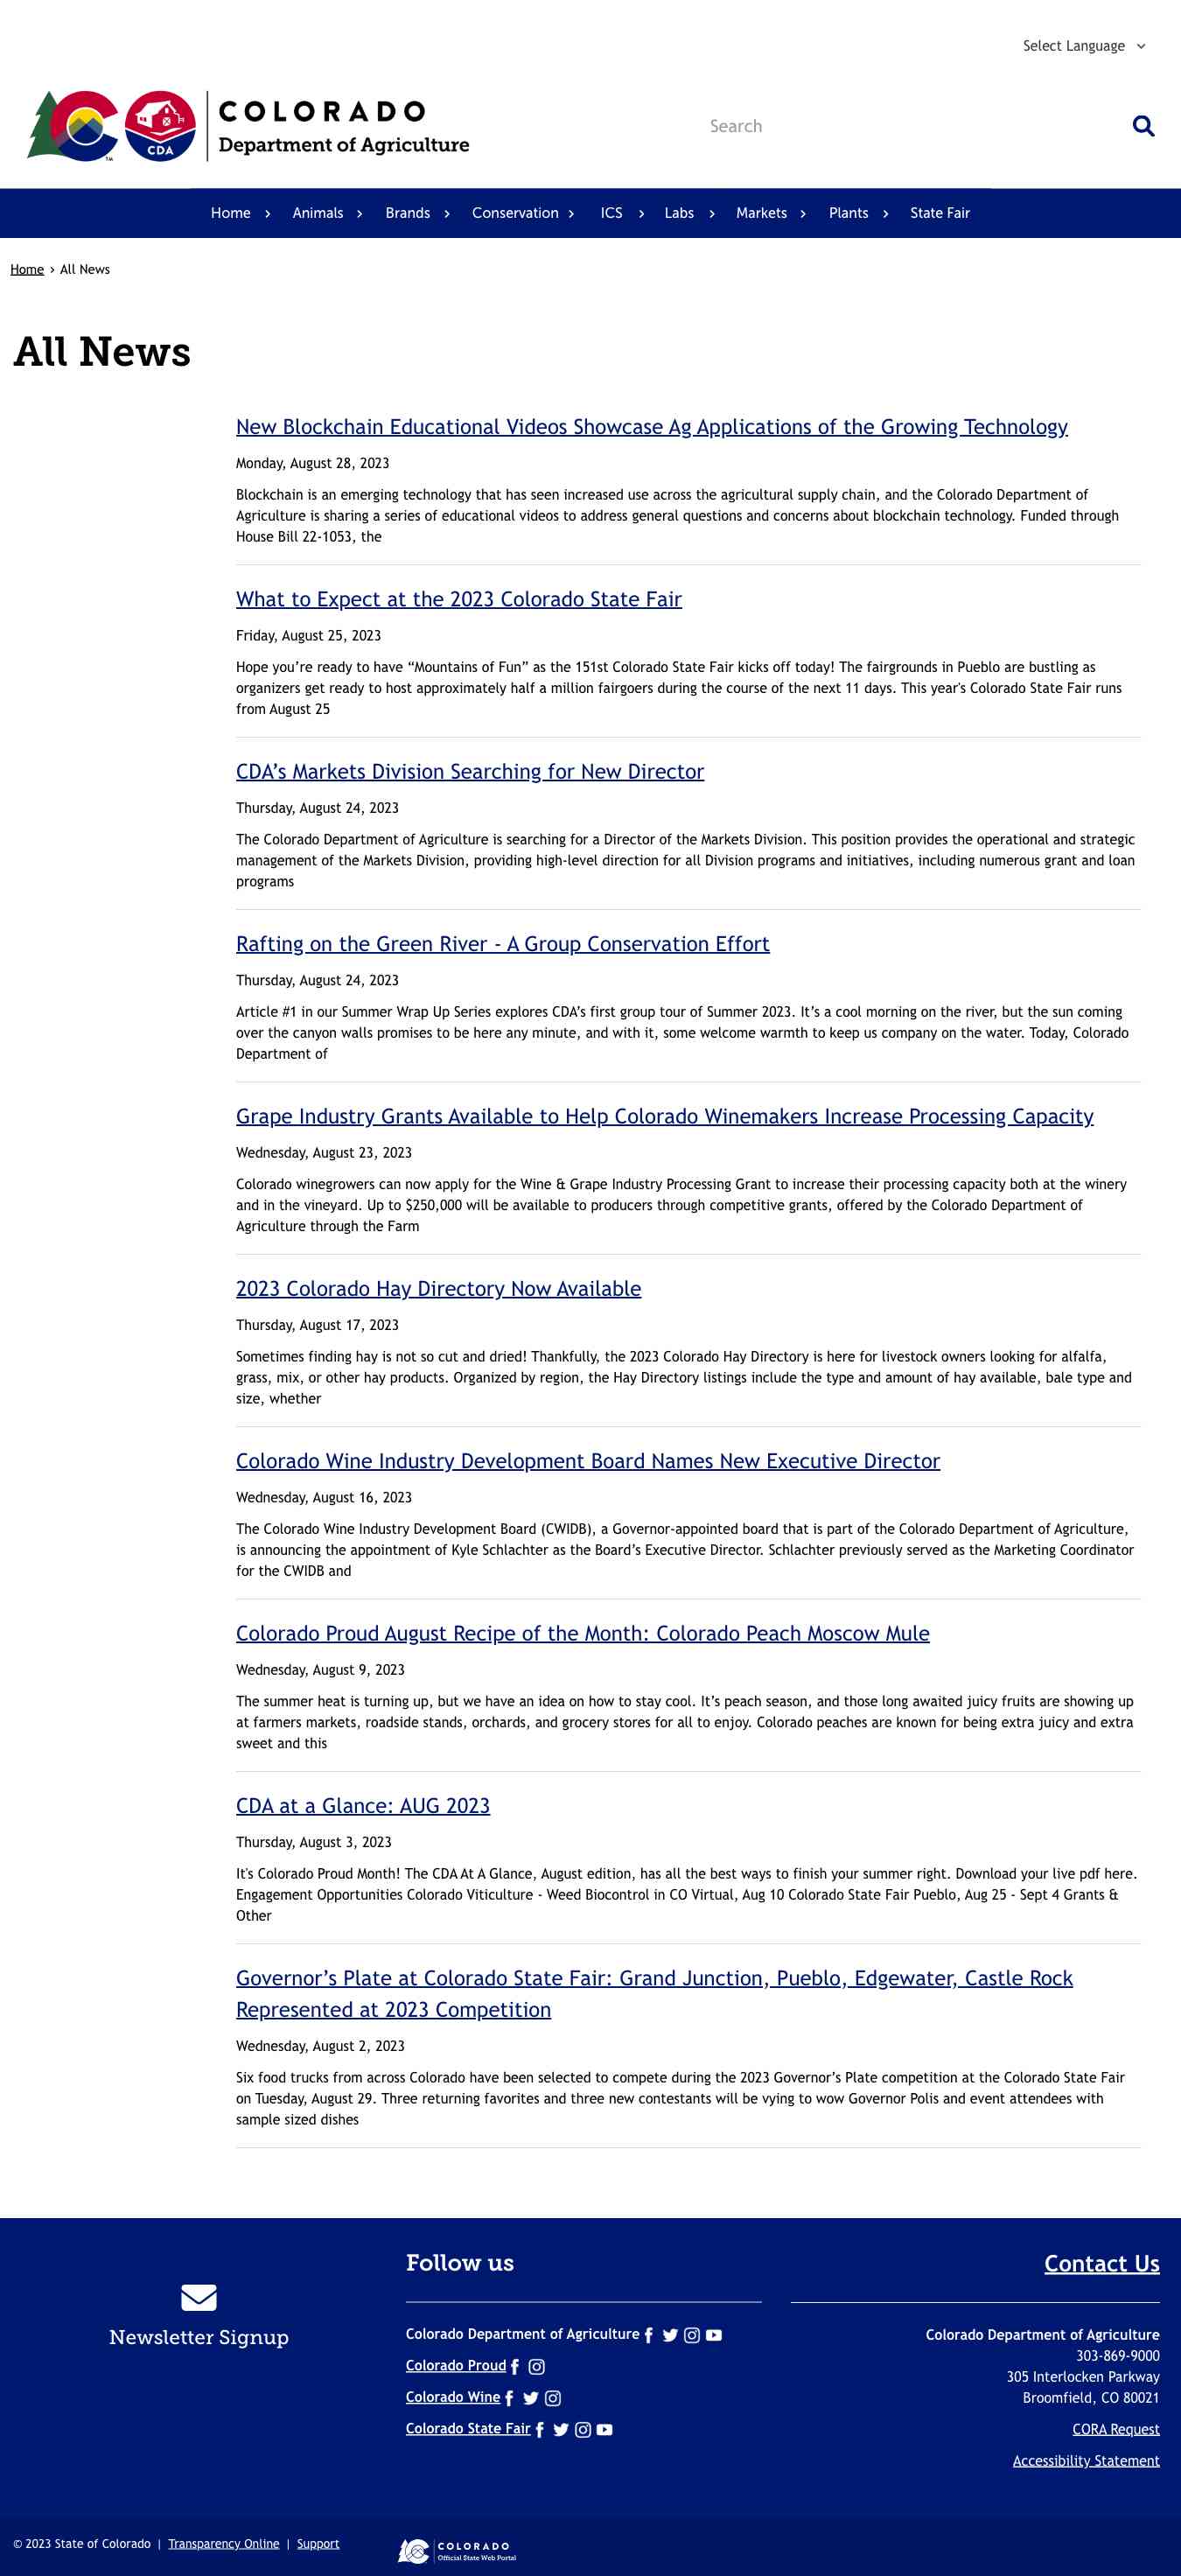 Select Language
CDA
TM
COLORADO
Department of Agriculture
Search
Home Animals Brands Conservation ICS Labs Markets Plants State Fair
Home › All News
All News
New Blockchain Educational Videos Showcase Ag Applications of the Growing Technology
Monday, August 28, 2023
Blockchain is an emerging technology that has seen increased use across the agricultural supply chain, and the Colorado Department of
Agriculture is sharing a series of educational videos to address general questions and concerns about blockchain technology. Funded through
House Bill 22-1053, the
What to Expect at the 2023 Colorado State Fair
Friday, August 25, 2023
Hope you’re ready to have “Mountains of Fun” as the 151st Colorado State Fair kicks off today! The fairgrounds in Pueblo are bustling as
organizers get ready to host approximately half a million fairgoers during the course of the next 11 days. This year's Colorado State Fair runs
from August 25
CDA’s Markets Division Searching for New Director
Thursday, August 24, 2023
The Colorado Department of Agriculture is searching for a Director of the Markets Division. This position provides the operational and strategic
management of the Markets Division, providing high-level direction for all Division programs and initiatives, including numerous grant and loan
programs
Rafting on the Green River - A Group Conservation Effort
Thursday, August 24, 2023
Article #1 in our Summer Wrap Up Series explores CDA’s first group tour of Summer 2023. It’s a cool morning on the river, but the sun coming
over the canyon walls promises to be here any minute, and with it, some welcome warmth to keep us company on the water. Today, Colorado
Department of
Grape Industry Grants Available to Help Colorado Winemakers Increase Processing Capacity
Wednesday, August 23, 2023
Colorado winegrowers can now apply for the Wine & Grape Industry Processing Grant to increase their processing capacity both at the winery
and in the vineyard. Up to $250,000 will be available to producers through competitive grants, offered by the Colorado Department of
Agriculture through the Farm
2023 Colorado Hay Directory Now Available
Thursday, August 17, 2023
Sometimes finding hay is not so cut and dried! Thankfully, the 2023 Colorado Hay Directory is here for livestock owners looking for alfalfa,
grass, mix, or other hay products. Organized by region, the Hay Directory listings include the type and amount of hay available, bale type and
size, whether
Colorado Wine Industry Development Board Names New Executive Director
Wednesday, August 16, 2023
The Colorado Wine Industry Development Board (CWIDB), a Governor-appointed board that is part of the Colorado Department of Agriculture,
is announcing the appointment of Kyle Schlachter as the Board’s Executive Director. Schlachter previously served as the Marketing Coordinator
for the CWIDB and
Colorado Proud August Recipe of the Month: Colorado Peach Moscow Mule
Wednesday, August 9, 2023
The summer heat is turning up, but we have an idea on how to stay cool. It’s peach season, and those long awaited juicy fruits are showing up
at farmers markets, roadside stands, orchards, and grocery stores for all to enjoy. Colorado peaches are known for being extra juicy and extra
sweet and this
CDA at a Glance: AUG 2023
Thursday, August 3, 2023
It's Colorado Proud Month! The CDA At A Glance, August edition, has all the best ways to finish your summer right. Download your live pdf here.
Engagement Opportunities Colorado Viticulture - Weed Biocontrol in CO Virtual, Aug 10 Colorado State Fair Pueblo, Aug 25 - Sept 4 Grants &
Other
Governor’s Plate at Colorado State Fair: Grand Junction, Pueblo, Edgewater, Castle Rock
Represented at 2023 Competition
Wednesday, August 2, 2023
Six food trucks from across Colorado have been selected to compete during the 2023 Governor’s Plate competition at the Colorado State Fair
on Tuesday, August 29. Three returning favorites and three new contestants will be vying to wow Governor Polis and event attendees with
sample sized dishes
Newsletter Signup
Follow us
Colorado Department of Agriculture
Colorado Proud
Colorado Wine
Colorado State Fair
Contact Us
Colorado Department of Agriculture
303-869-9000
305 Interlocken Parkway
Broomfield, CO 80021
CORA Request
Accessibility Statement
© 2023 State of Colorado | Transparency Online | Support
COLORADO
Official State Web Portal